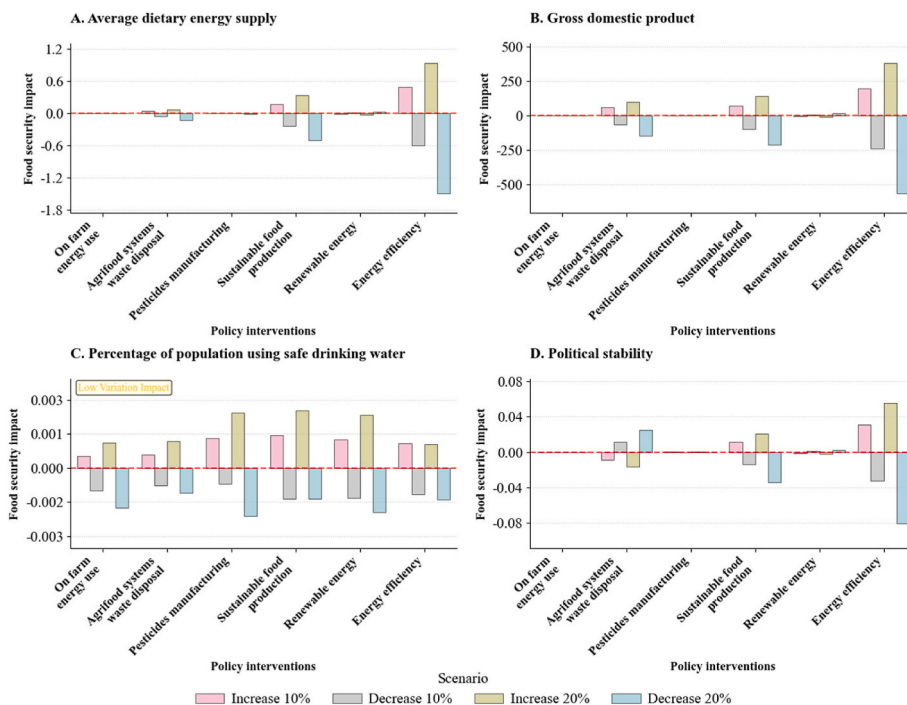 A. Average dietary energy supply
Food security impact
1.2
0.6
0.0
-0.6
-1.2
-1.8
On farm
energy use
Agrifood systems
waste disposal
Pesticides manufacturing
Sustainable food
production
Renewable energy
Energy efficiency
Policy interventions
B. Gross domestic product
Food security impact
500
250
0
-250
-500
On farm
energy use
Agrifood systems
waste disposal
Pesticides manufacturing
Sustainable food
production
Renewable energy
Energy efficiency
Policy interventions
C. Percentage of population using safe drinking water
Low Variation Impact
Food security impact
0.003
0.001
0.000
-0.002
-0.003
On farm
energy use
Agrifood systems
waste disposal
Pesticides manufacturing
Sustainable food
production
Renewable energy
Energy efficiency
Policy interventions
D. Political stability
Food security impact
0.08
0.04
0.00
-0.04
-0.08
On farm
energy use
Agrifood systems
waste disposal
Pesticides manufacturing
Sustainable food
production
Renewable energy
Energy efficiency
Policy interventions
Scenario
Increase 10%
Decrease 10%
Increase 20%
Decrease 20%